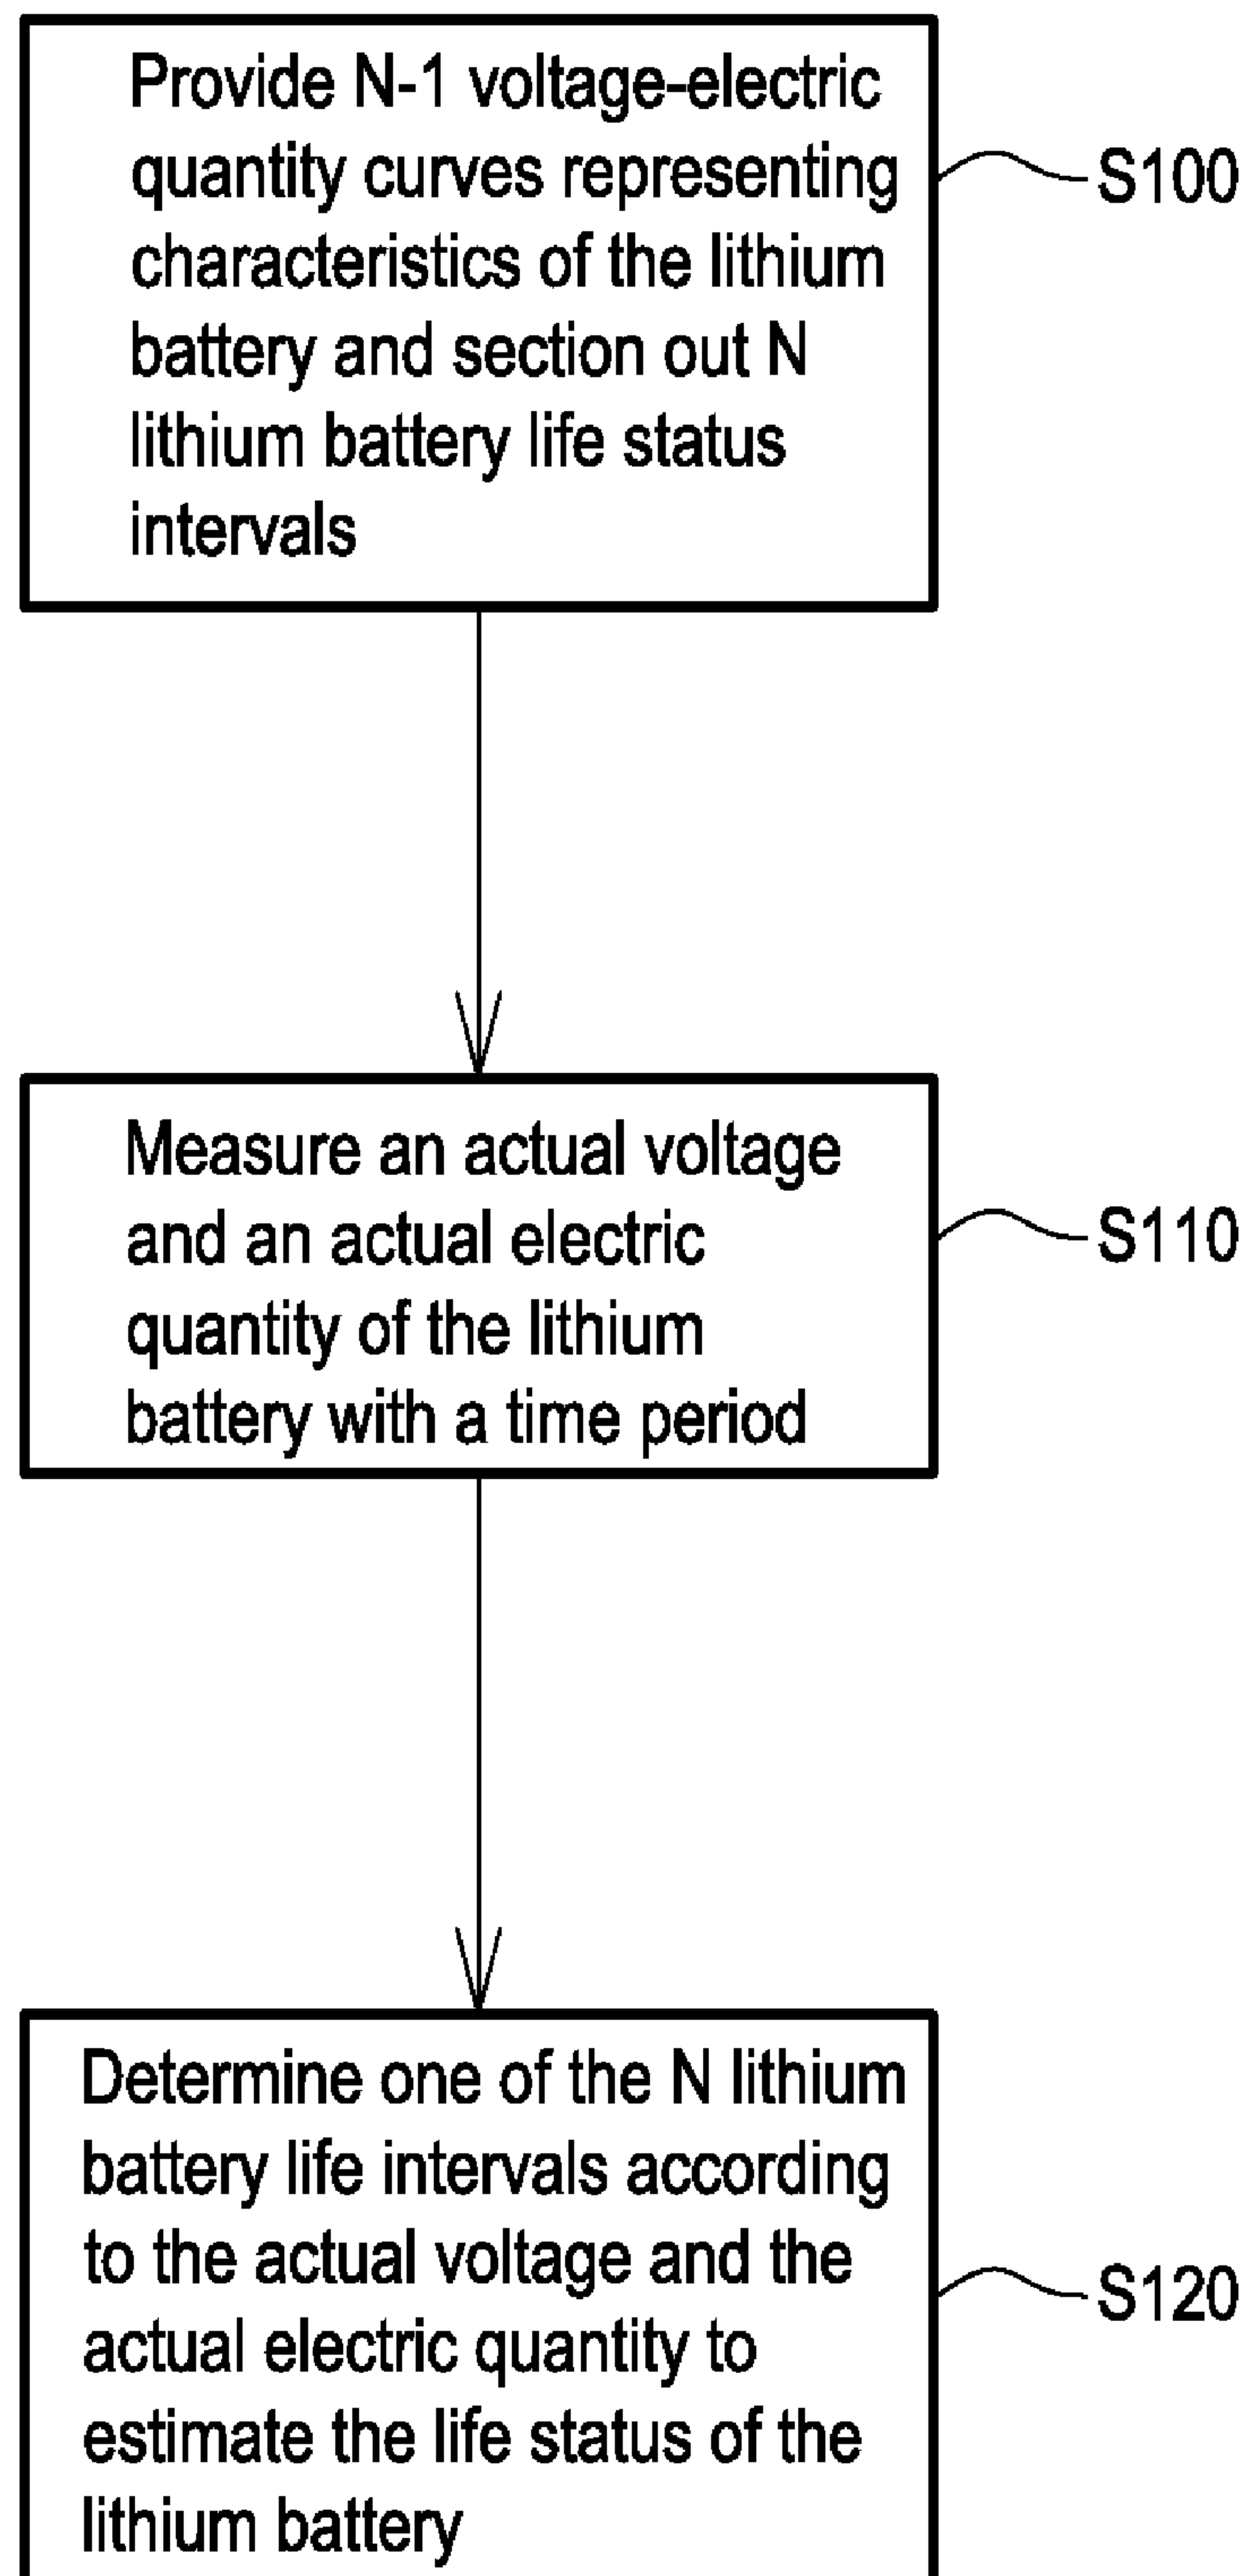 Provide N-1 voltage-electric
quantity curves representing
characteristics of the lithium
battery and section out N
lithium battery life status
intervals
S100
Measure an actual voltage
and an actual electric
quantity of the lithium
battery with a time period
S110
Determine one of the N lithium
battery life intervals according
to the actual voltage and the
actual electric quantity to
estimate the life status of the
lithium battery
S120